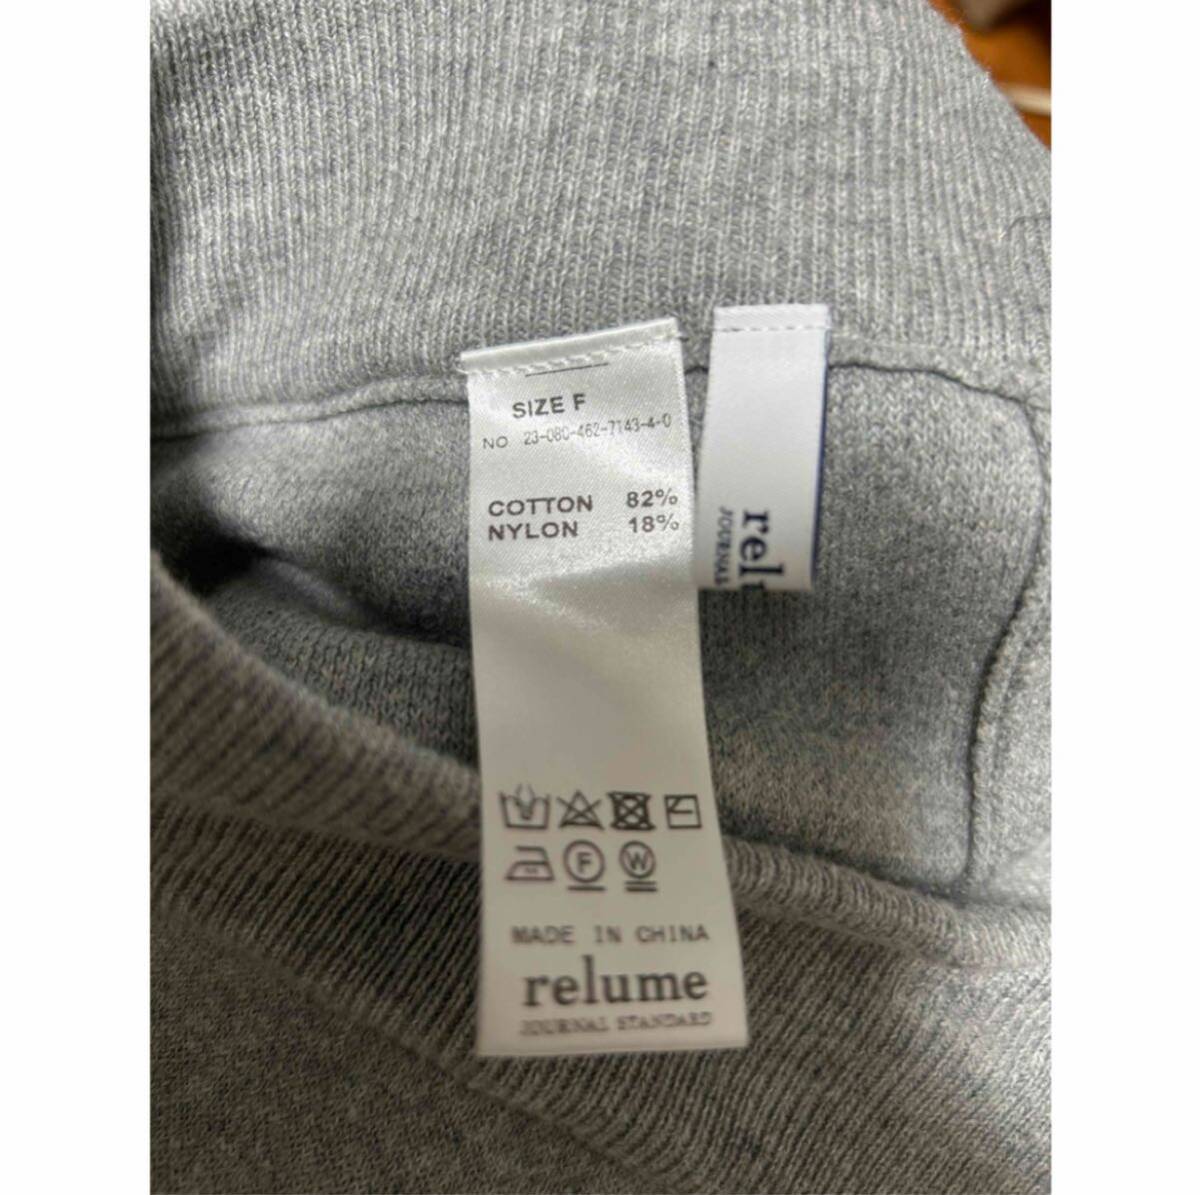 SIZE F
NO 23-080-462-7143-4-0
COTTON 82%
NYLON 18%
F W
MADE IN CHINA
relume
JOURNAL STANDARD
relu
JOURNAL